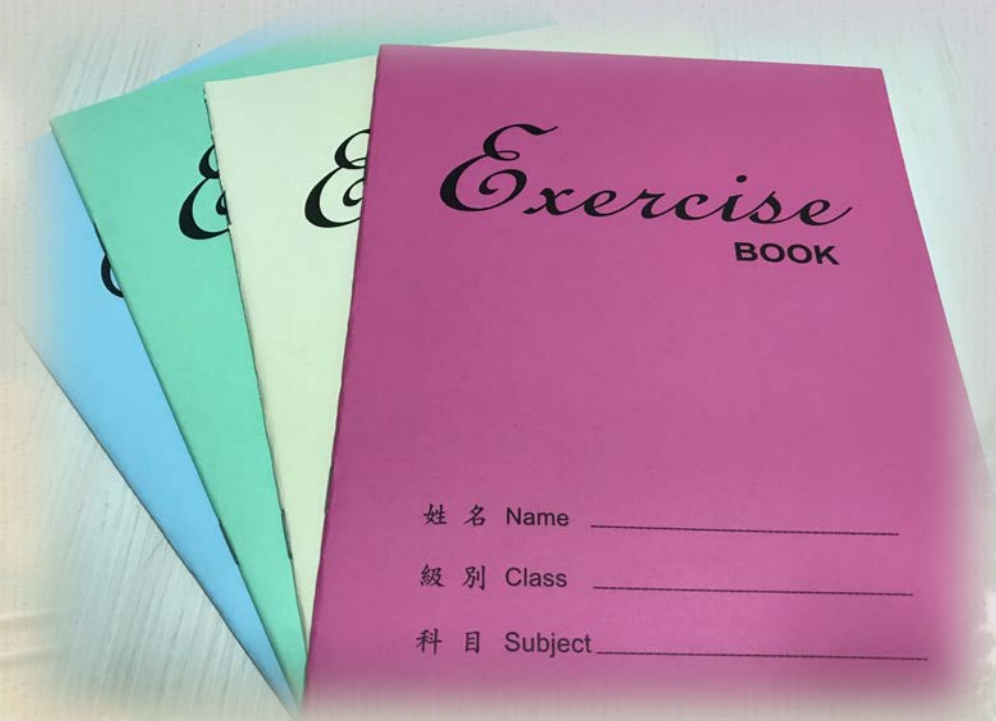 Exercise
BOOK
姓 名 Name
級 別 Class
科 目 Subject